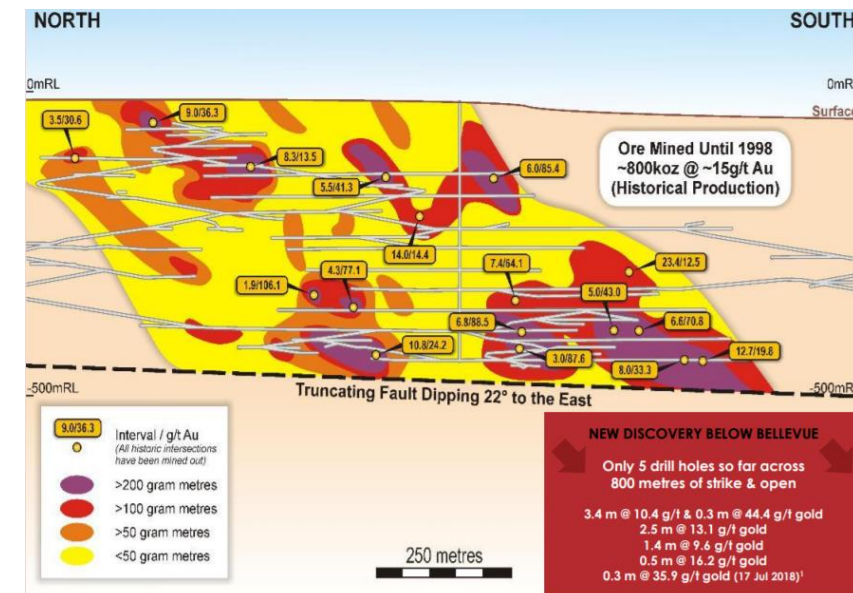 NORTH
SOUTH
0mRL
0mR
Surface
3.5/30.6
9.0/36.3
8.3/13.5
5.5/41.3
6.0/85.4
14.0/14.4
Ore Mined Until 1998
~800koz @ ~15g/t Au
(Historical Production)
1.9/106.1
4.3/77.1
7.4/64.1
23.4/12.5
5.0/43.0
6.8/88.5
6.6/70.8
10.8/24.2
3.0/87.6
8.0/33.3
12.7/19.8
-500mRL
-500mR
Truncating Fault Dipping 22° to the East
9.0/36.3
Interval / g/t Au
(All historic intersections
have been mined out)
>200 gram metres
>100 gram metres
>50 gram metres
<50 gram metres
250 metres
NEW DISCOVERY BELOW BELLEVUE
Only 5 drill holes so far across
800 metres of strike & open
3.4 m @ 10.4 g/t & 0.3 m @ 44.4 g/t gold
2.5 m @ 13.1 g/t gold
1.4 m @ 9.6 g/t gold
0.5 m @ 16.2 g/t gold
0.3 m @ 35.9 g/t gold (17 Jul 2018)¹